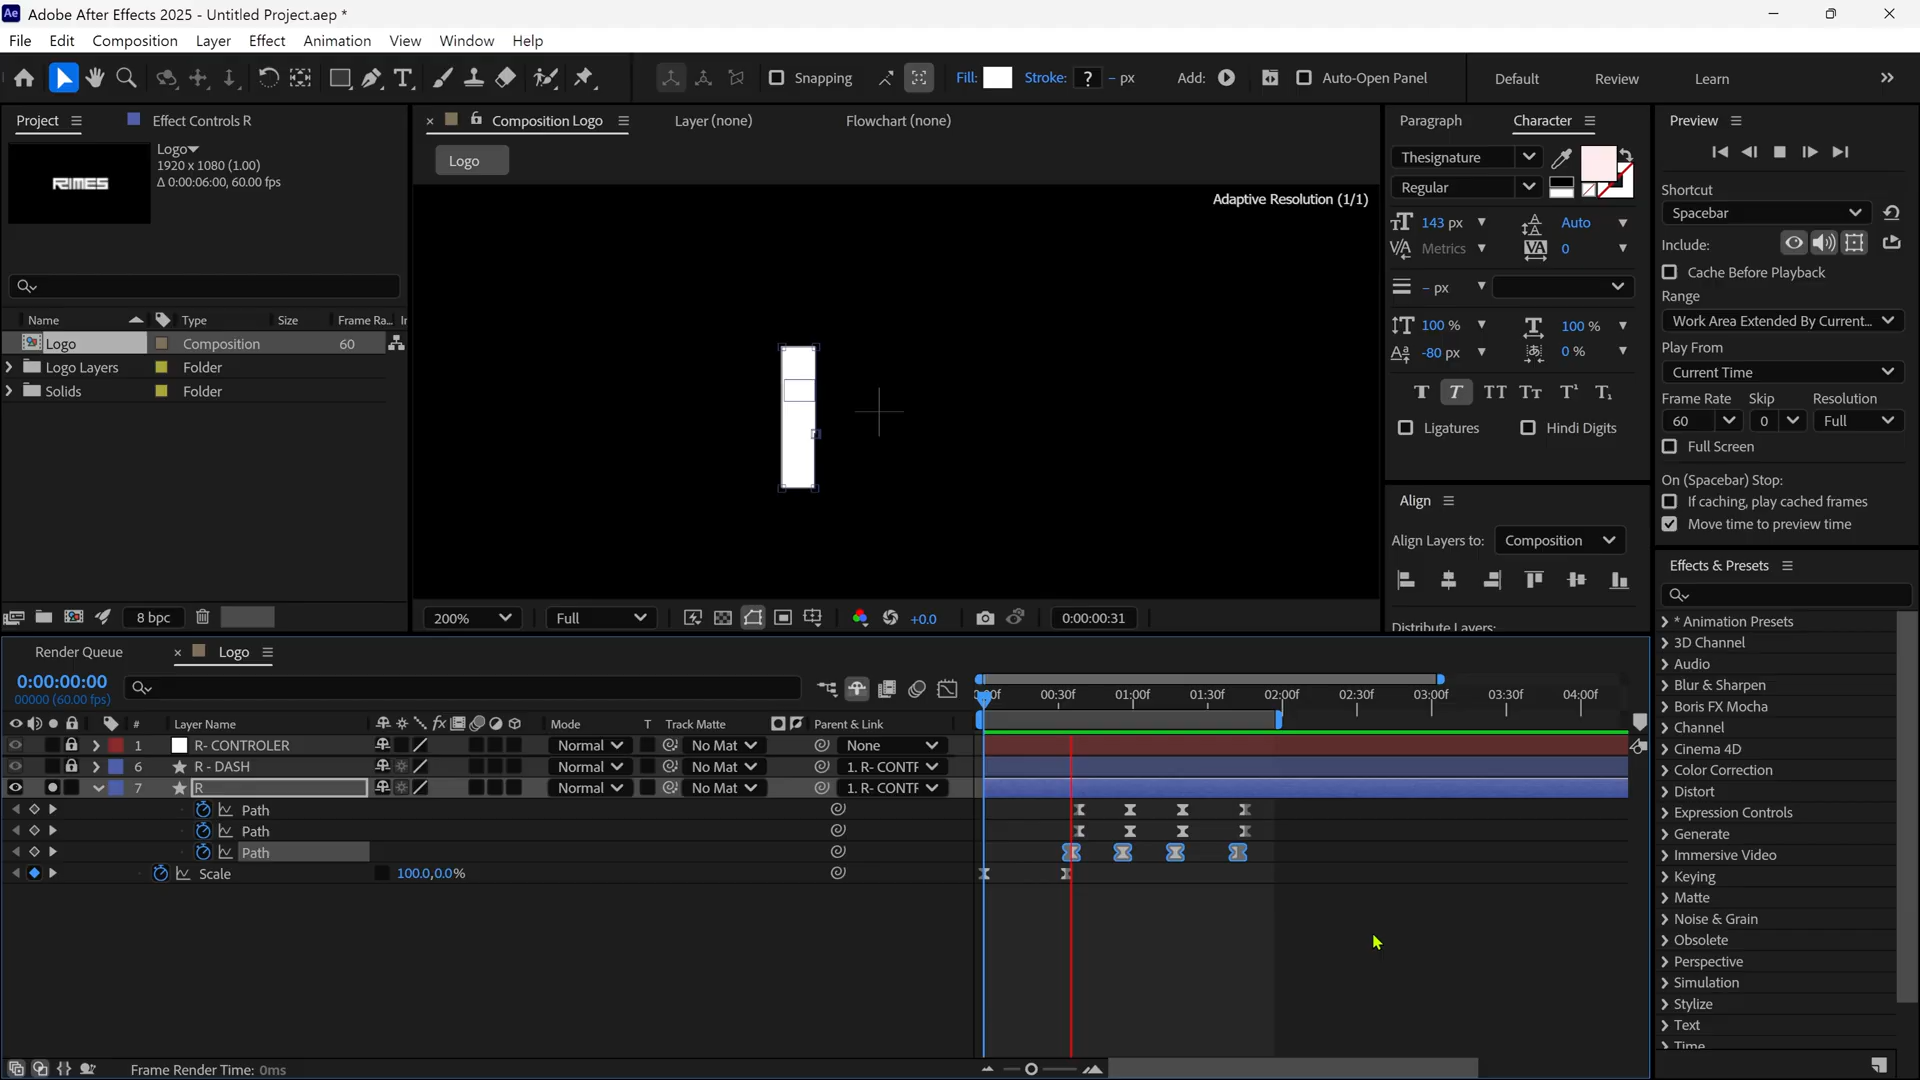 Adobe After Effects 2025 - Untitled Project.aep *
File Edit Composition Layer Effect Animation View Window Help
Snapping Fill: Stroke: ? - px Add: Auto-Open Panel Default Review Learn
Project Effect Controls R
Logo
1920 x 1080 (1.00)
Δ 0:00:06:00, 60.00 fps
RIMES
Name Type Size Frame Ra...
Logo Composition 60
Logo Layers Folder
Solids Folder
8 bpc
Composition Logo Layer (none) Flowchart (none)
Logo
Adaptive Resolution (1/1)
200% Full +0.0 0:00:00:31
Paragraph Character
Thesignature
Regular
143 px Auto
Metrics 0
- px
100 % 100 %
-80 px 0 %
Ligatures Hindi Digits
Align
Align Layers to: Composition
Distribute Layers:
Preview
Shortcut
Spacebar
Include:
Cache Before Playback
Range
Work Area Extended By Current...
Play From
Current Time
Frame Rate Skip Resolution
60 0 Full
Full Screen
On (Spacebar) Stop:
If caching, play cached frames
Move time to preview time
Effects & Presets
* Animation Presets
3D Channel
Audio
Blur & Sharpen
Boris FX Mocha
Channel
Cinema 4D
Color Correction
Distort
Expression Controls
Generate
Immersive Video
Keying
Matte
Noise & Grain
Obsolete
Perspective
Simulation
Stylize
Text
Time
Render Queue Logo
0:00:00:00
00000 (60.00 fps)
00:30f 01:00f 01:30f 02:00f 02:30f 03:00f 03:30f 04:00f
# Layer Name Mode T Track Matte Parent & Link
1 R- CONTROLER Normal No Mat None
6 R - DASH Normal No Mat 1. R- CONTF
7 R Normal No Mat 1. R- CONTF
Path
Path
Path
Scale 100.0,0.0%
Frame Render Time: 0ms